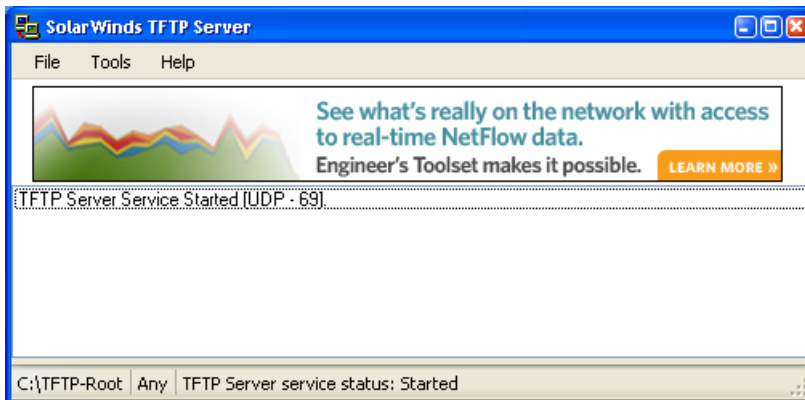 SolarWinds TFTP Server
File Tools Help
See what's really on the network with access
to real-time NetFlow data.
Engineer's Toolset makes it possible. LEARN MORE »
TFTP Server Service Started (UDP - 69).
C:\TFTP-Root Any TFTP Server service status: Started